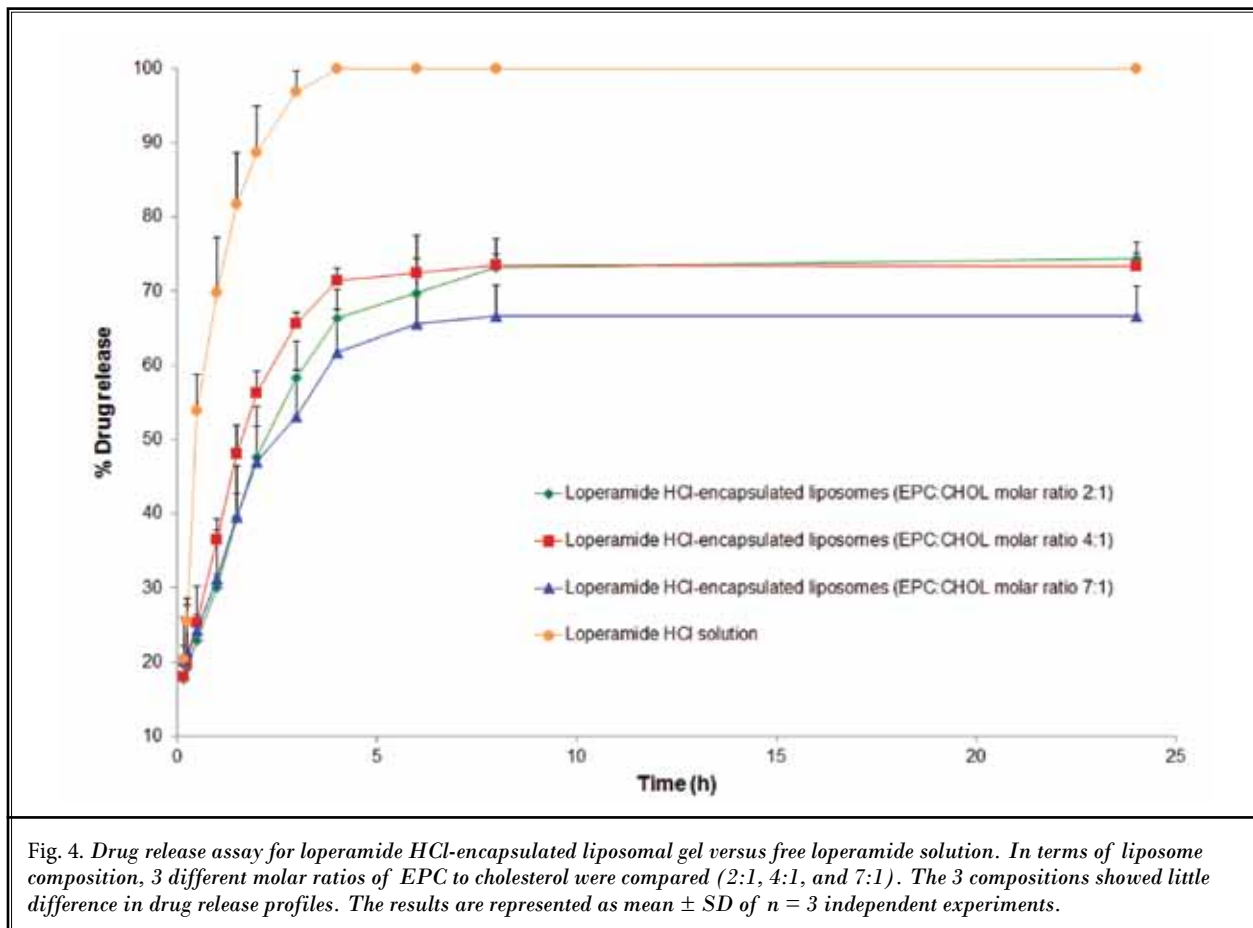 100
90
80
70
60
50
40
30
20
10
% Drug release
Loperamide HCl-encapsulated liposomes (EPC:CHOL molar ratio 2:1)
Loperamide HCl-encapsulated liposomes (EPC:CHOL molar ratio 4:1)
Loperamide HCl-encapsulated liposomes (EPC:CHOL molar ratio 7:1)
Loperamide HCl solution
0 5 10 15 20 25
Time (h)
Fig. 4. Drug release assay for loperamide HCl-encapsulated liposomal gel versus free loperamide solution. In terms of liposome
composition, 3 different molar ratios of EPC to cholesterol were compared (2:1, 4:1, and 7:1). The 3 compositions showed little
difference in drug release profiles. The results are represented as mean ± SD of n = 3 independent experiments.